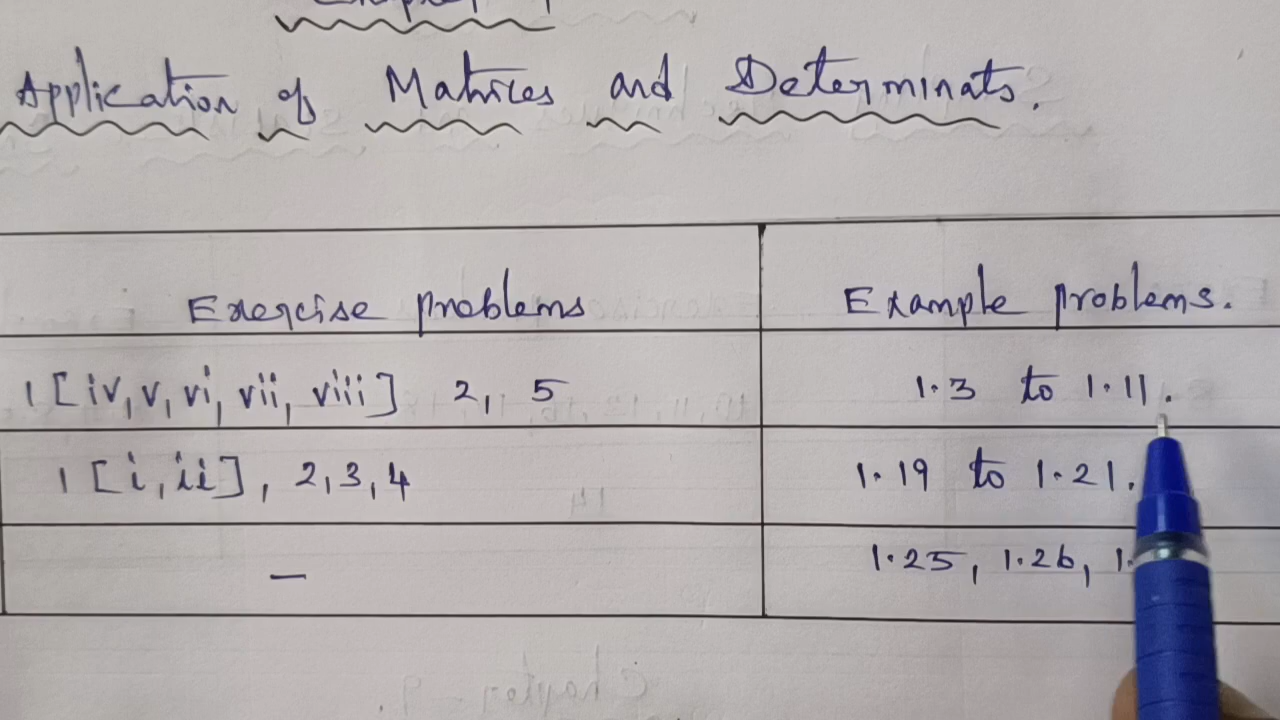 Application of Matrices and Determinats.
Exercise problems Example problems.
1 [iv, v, vi, vii, viii] 2, 5 1.3 to 1.11.
1 [i, ii], 2, 3, 4 1.19 to 1.21.
— 1.25, 1.26, 1.